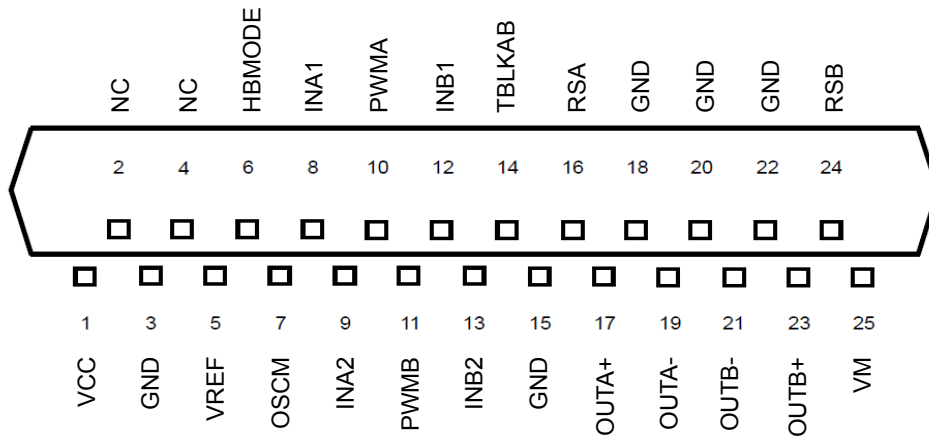 NC NC HBMODE INA1 PWMA INB1 TBLKAB RSA GND GND GND RSB
2 4 6 8 10 12 14 16 18 20 22 24
1 3 5 7 9 11 13 15 17 19 21 23 25
VCC GND VREF OSCM INA2 PWMB INB2 GND OUTA+ OUTA- OUTB- OUTB+ VM